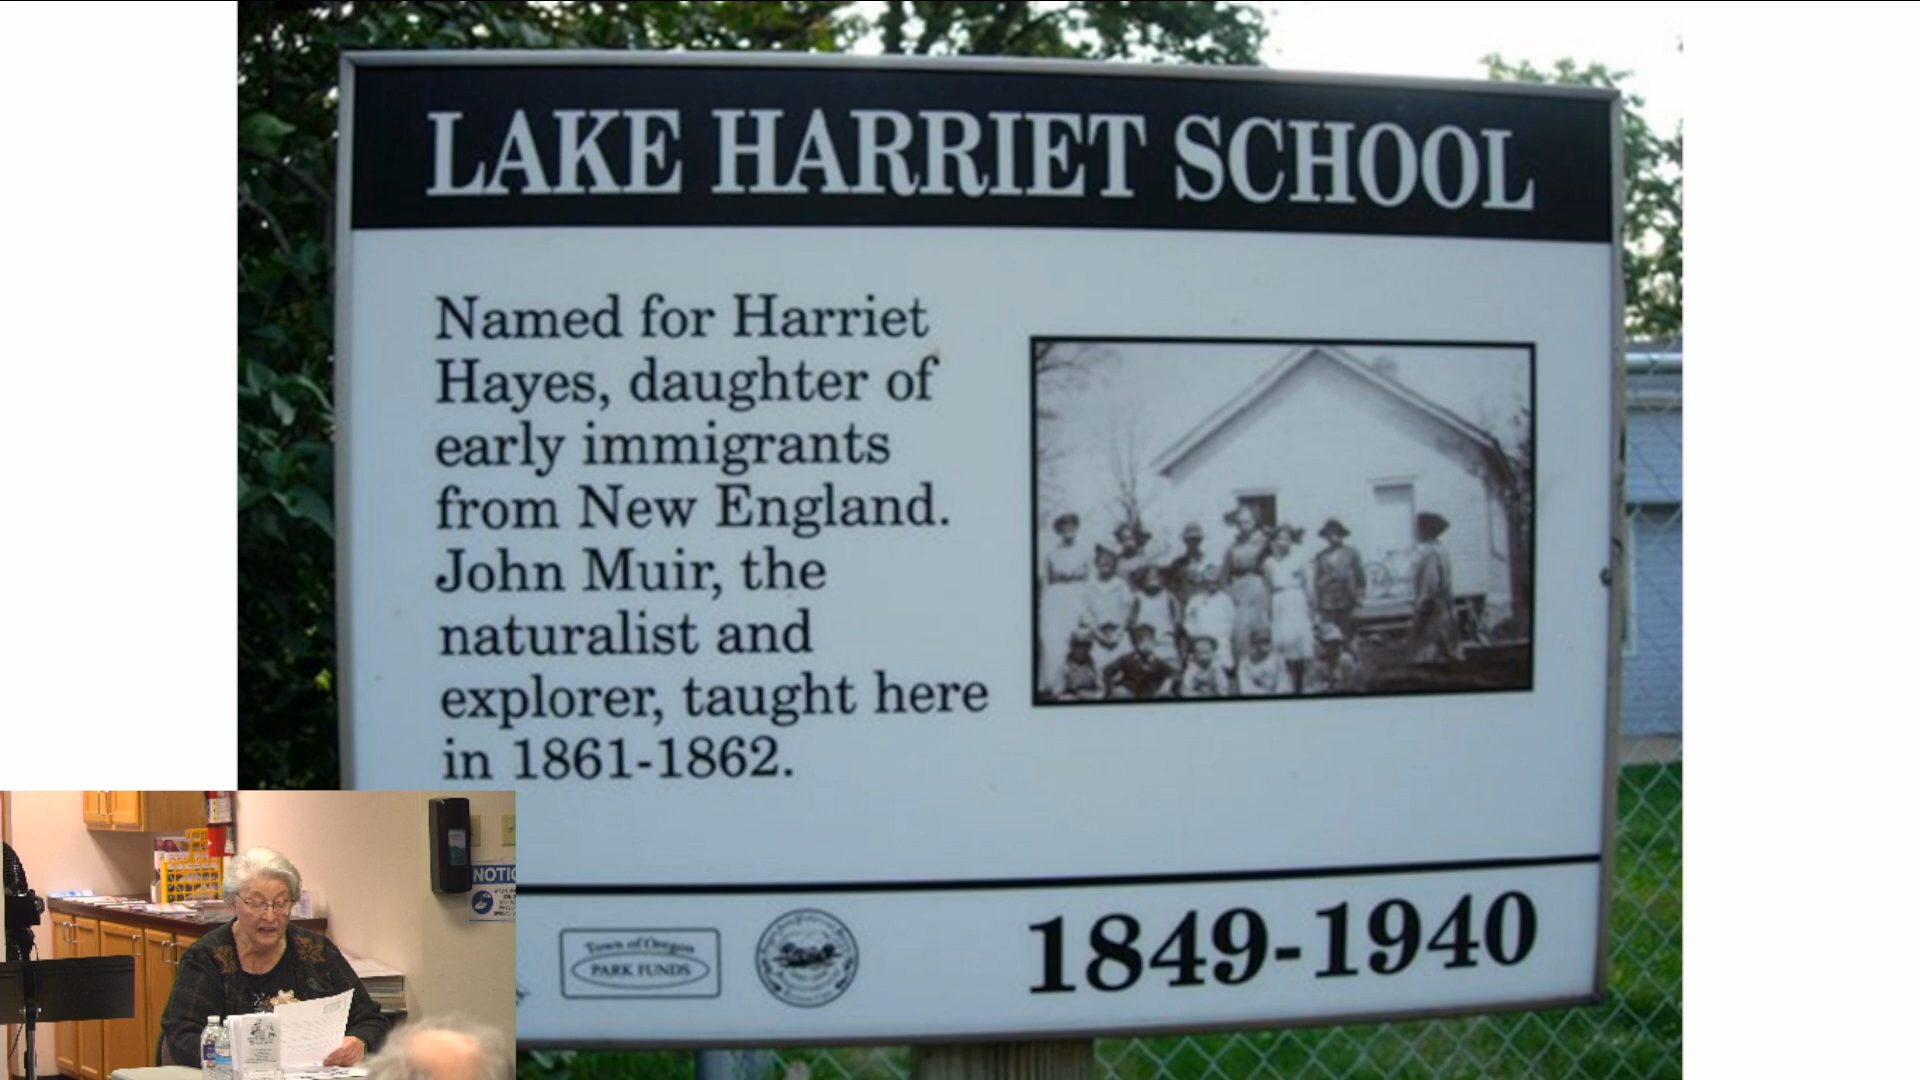 LAKE HARRIET SCHOOL
Named for Harriet
Hayes, daughter of
early immigrants
from New England.
John Muir, the
naturalist and
explorer, taught here
in 1861-1862.
Town of Oregon
PARK FUNDS
1849-1940
NOTIC